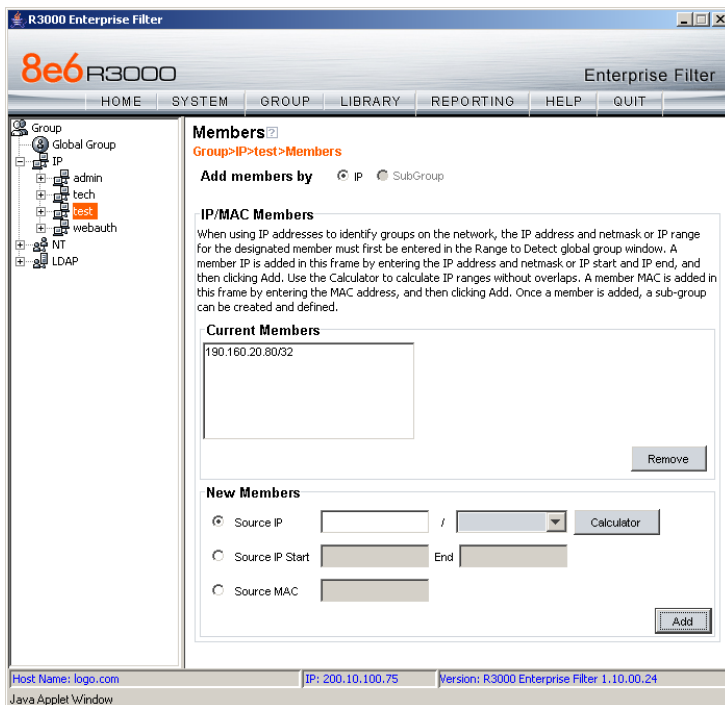 R3000 Enterprise Filter
8e6 R3000
Enterprise Filter
HOME SYSTEM GROUP LIBRARY REPORTING HELP QUIT
Group
Global Group
IP
admin
tech
test
webauth
NT
LDAP
Members ?
Group>IP>test>Members
Add members by IP SubGroup
IP/MAC Members
When using IP addresses to identify groups on the network, the IP address and netmask or IP range
for the designated member must first be entered in the Range to Detect global group window. A
member IP is added in this frame by entering the IP address and netmask or IP start and IP end, and
then clicking Add. Use the Calculator to calculate IP ranges without overlaps. A member MAC is added in
this frame by entering the MAC address, and then clicking Add. Once a member is added, a sub-group
can be created and defined.
Current Members
190.160.20.80/32
Remove
New Members
Source IP / Calculator
Source IP Start End
Source MAC
Add
Host Name: logo.com IP: 200.10.100.75 Version: R3000 Enterprise Filter 1.10.00.24
Java Applet Window